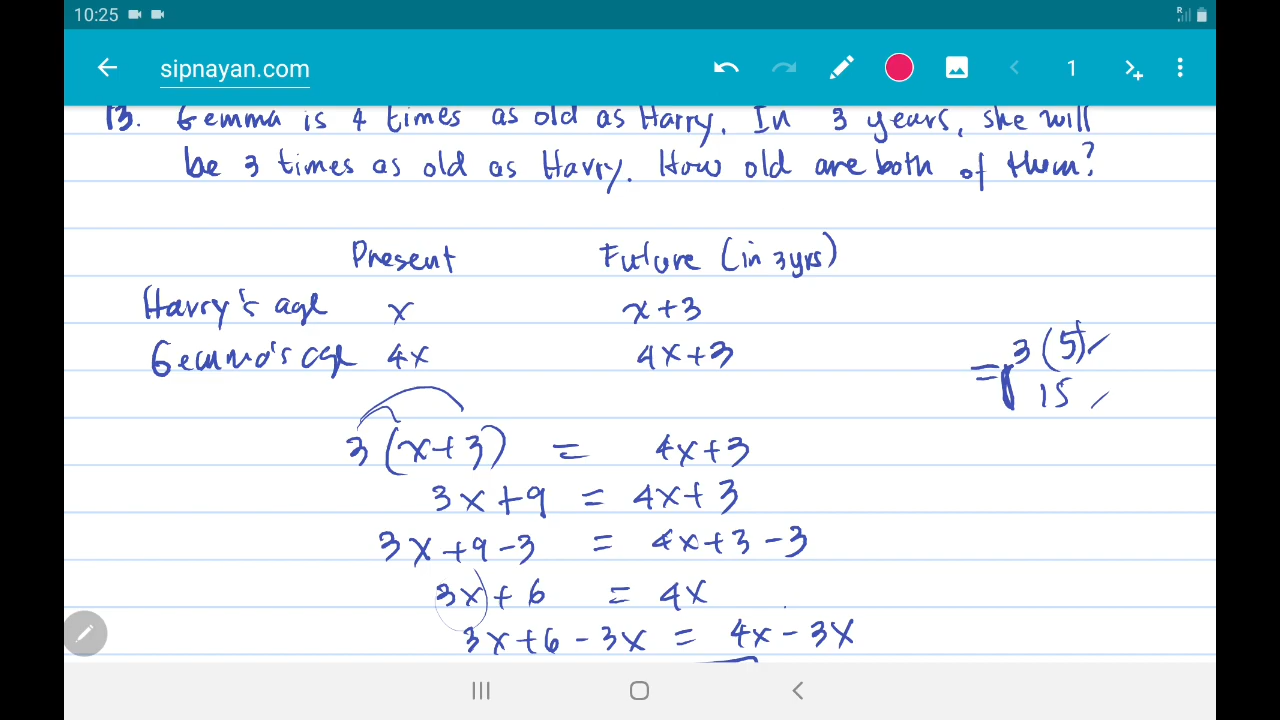 10:25
R
sipnayan.com
1
13. Gemma is 4 times as old as Harry. In 3 years, she will
be 3 times as old as Harry. How old are both of them?
Present Future (in 3 yrs)
Harry's age x x+3
Gemma's age 4x 4x+3
= 3(5)
15
3(x+3) = 4x+3
3x+9 = 4x+3
3x+9-3 = 4x+3-3
3x+6 = 4x
3x+6-3x = 4x-3x